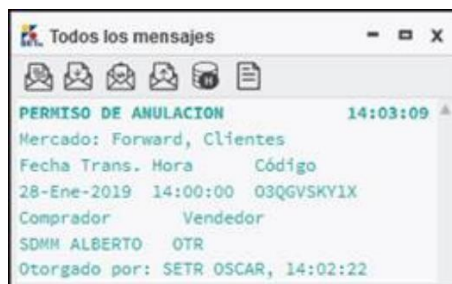 Todos los mensajes
PERMISO DE ANULACION 14:03:09
Mercado: Forward, Clientes
Fecha Trans. Hora Código
28-Ene-2019 14:00:00 O3QGVSKY1X
Comprador Vendedor
SDMM ALBERTO OTR
Otorgado por: SETR OSCAR, 14:02:22